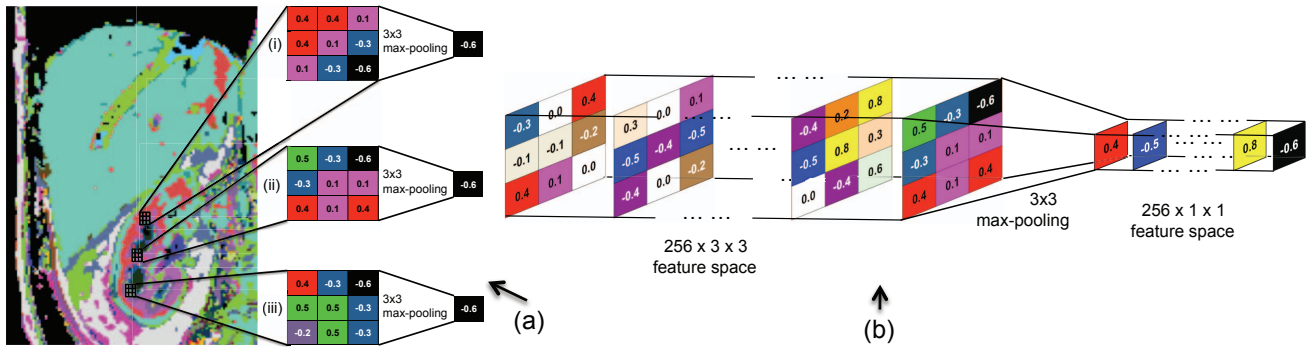 (i)
0.4 0.4 0.1
0.4 0.1 -0.3
0.1 -0.3 -0.6
3x3
max-pooling
-0.6
(ii)
0.5 -0.3 -0.6
-0.3 0.1 0.1
0.4 0.1 0.4
3x3
max-pooling
-0.6
(iii)
0.4 -0.3 -0.6
0.5 0.5 -0.3
-0.2 0.5 -0.3
3x3
max-pooling
-0.6
(a)
-0.3 0.0 0.4
-0.1 -0.1 -0.2
0.4 0.1 0.0
0.3 0.0 0.1
-0.5 -0.4 -0.5
-0.4 0.0 -0.2
... ...
... ...
... ...
... ...
... ...
-0.4 0.2 0.8
-0.5 0.8 0.3
0.0 -0.4 0.6
0.5 -0.3 -0.6
-0.3 0.1 0.1
0.4 0.1 0.4
256 x 3 x 3
feature space
(b)
3x3
max-pooling
0.4 -0.5
... ...
... ...
... ...
... ...
0.8 -0.6
256 x 1 x 1
feature space